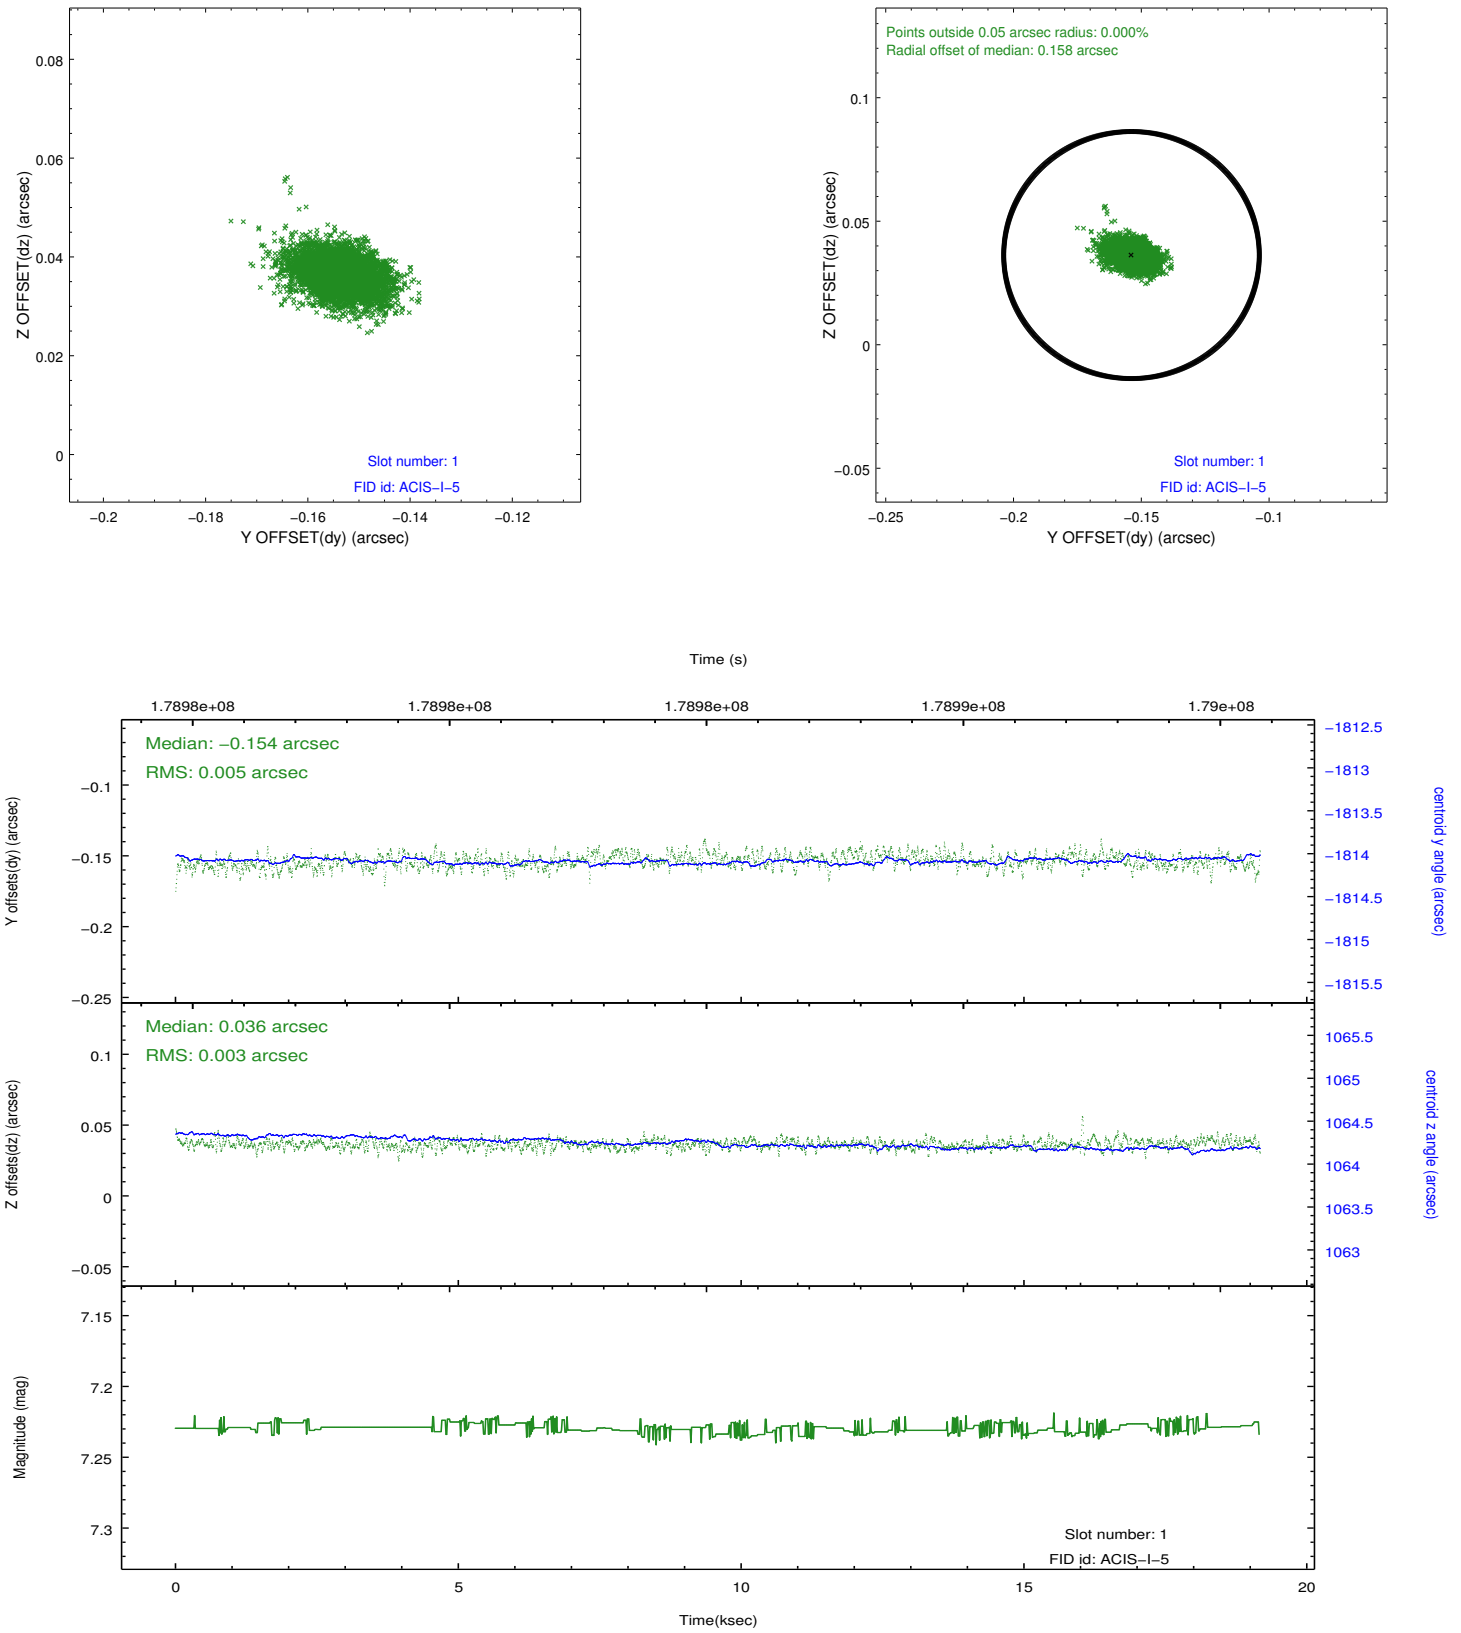 0.08
0.06
0.04
0.02
0
Z OFFSET(dz) (arcsec)
Slot number: 1
FID id: ACIS−I−5
−0.2 −0.18 −0.16 −0.14 −0.12
Y OFFSET(dy) (arcsec)
Points outside 0.05 arcsec radius: 0.000%
Radial offset of median: 0.158 arcsec
0.1
0.05
0
−0.05
Z OFFSET(dz) (arcsec)
Slot number: 1
FID id: ACIS−I−5
−0.25 −0.2 −0.15 −0.1
Y OFFSET(dy) (arcsec)
Time (s)
1.7898e+08 1.7898e+08 1.7898e+08 1.7899e+08 1.79e+08
Median: −0.154 arcsec
RMS: 0.005 arcsec
−0.1
−0.15
−0.2
−0.25
Y offsets(dy) (arcsec)
−1812.5
−1813
−1813.5
−1814
−1814.5
−1815
−1815.5
centroid y angle (arcsec)
Median: 0.036 arcsec
RMS: 0.003 arcsec
0.1
0.05
0
−0.05
Z offsets(dz) (arcsec)
1065.5
1065
1064.5
1064
1063.5
1063
centroid z angle (arcsec)
7.15
7.2
7.25
7.3
Magnitude (mag)
Slot number: 1
FID id: ACIS−I−5
0 5 10 15 20
Time(ksec)